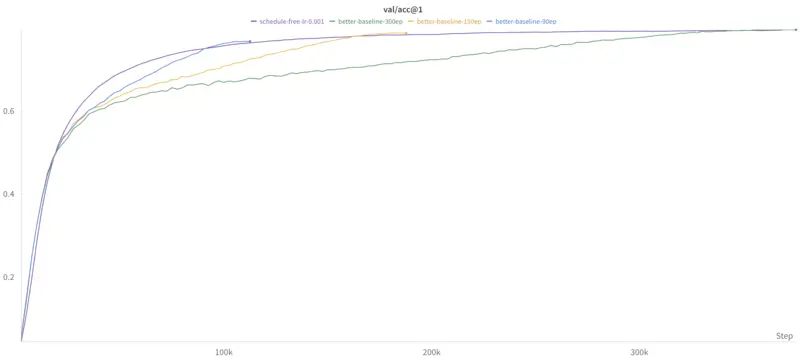 val/acc@1
schedule-free-lr-0.001 better-baseline-300ep better-baseline-150ep better-baseline-90ep
0.6
0.4
0.2
Step
100k 200k 300k